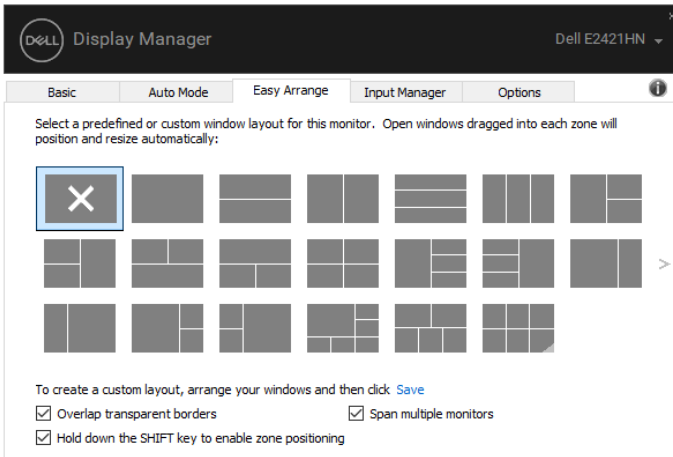 DELL Display Manager
Dell E2421HN
Basic
Auto Mode
Easy Arrange
Input Manager
Options
Select a predefined or custom window layout for this monitor. Open windows dragged into each zone will
position and resize automatically:
To create a custom layout, arrange your windows and then click Save
Overlap transparent borders
Span multiple monitors
Hold down the SHIFT key to enable zone positioning